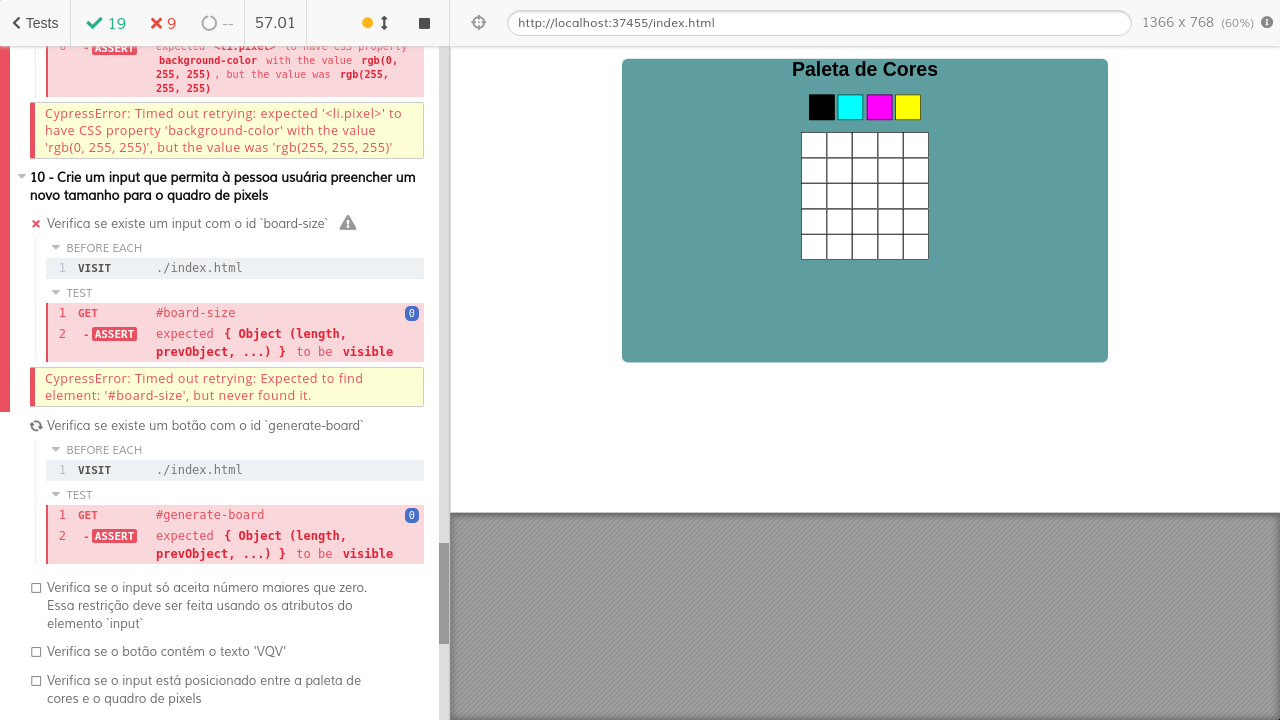 Tests 19 9 -- 57.01 http://localhost:37455/index.html 1366 x 768 (60%)
6 - ASSERT expected <li.pixel> to have CSS property
background-color with the value rgb(0,
255, 255) , but the value was rgb(255,
255, 255)
CypressError: Timed out retrying: expected '<li.pixel>' to
have CSS property 'background-color' with the value
'rgb(0, 255, 255)', but the value was 'rgb(255, 255, 255)'
10 - Crie um input que permita à pessoa usuária preencher um
novo tamanho para o quadro de pixels
Verifica se existe um input com o id `board-size`
BEFORE EACH
1 VISIT ./index.html
TEST
1 GET #board-size 0
2 - ASSERT expected { Object (length,
prevObject, ...) } to be visible
CypressError: Timed out retrying: Expected to find
element: '#board-size', but never found it.
Verifica se existe um botão com o id `generate-board`
BEFORE EACH
1 VISIT ./index.html
TEST
1 GET #generate-board 0
2 - ASSERT expected { Object (length,
prevObject, ...) } to be visible
Verifica se o input só aceita número maiores que zero.
Essa restrição deve ser feita usando os atributos do
elemento `input`
Verifica se o botão contém o texto 'VQV'
Verifica se o input está posicionado entre a paleta de
cores e o quadro de pixels
Paleta de Cores